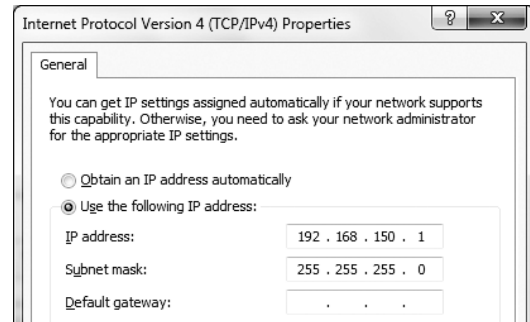 Internet Protocol Version 4 (TCP/IPv4) Properties
General
You can get IP settings assigned automatically if your network supports
this capability. Otherwise, you need to ask your network administrator
for the appropriate IP settings.
Obtain an IP address automatically
Use the following IP address:
IP address: 192 . 168 . 150 . 1
Subnet mask: 255 . 255 . 255 . 0
Default gateway: . . .